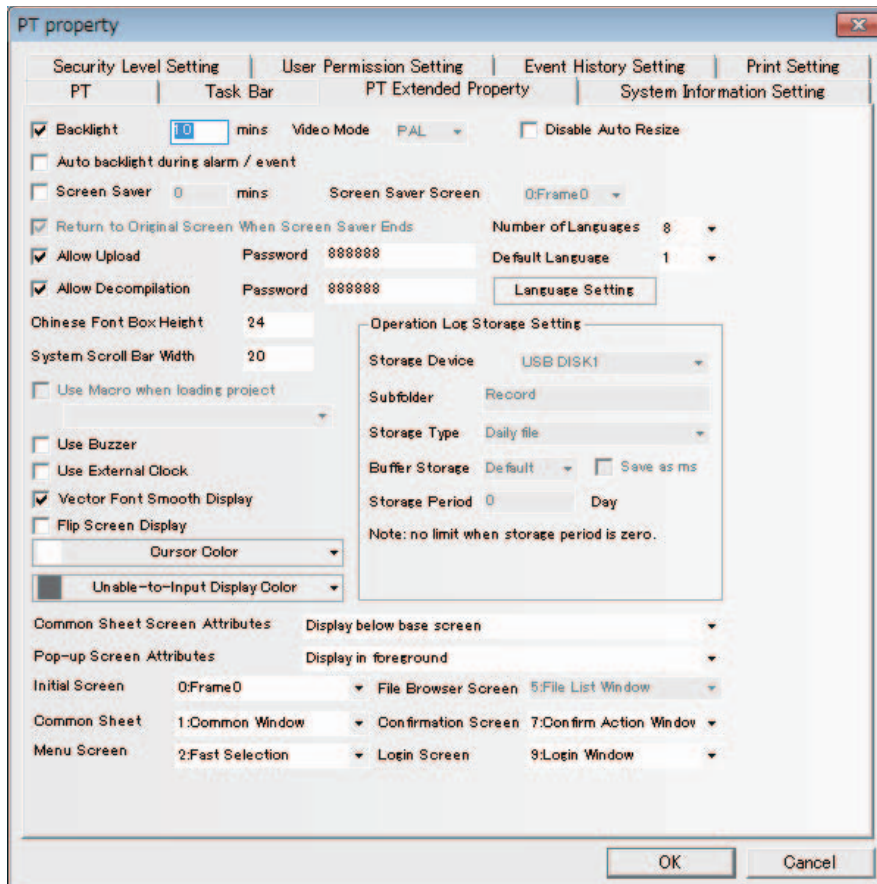 PT property
Security Level Setting User Permission Setting Event History Setting Print Setting
PT Task Bar PT Extended Property System Information Setting
Backlight 10 mins Video Mode PAL Disable Auto Resize
Auto backlight during alarm / event
Screen Saver 0 mins Screen Saver Screen 0:Frame0
Return to Original Screen When Screen Saver Ends Number of Languages 8
Allow Upload Password 888888 Default Language 1
Allow Decompilation Password 888888 Language Setting
Chinese Font Box Height 24 Operation Log Storage Setting
System Scroll Bar Width 20 Storage Device USB DISK1
Use Macro when loading project Subfolder Record
Storage Type Daily file
Use Buzzer
Use External Clock Buffer Storage Default Save as ms
Vector Font Smooth Display Storage Period 0 Day
Flip Screen Display Note: no limit when storage period is zero.
Cursor Color
Unable-to-Input Display Color
Common Sheet Screen Attributes Display below base screen
Pop-up Screen Attributes Display in foreground
Initial Screen 0:Frame0 File Browser Screen 5:File List Window
Common Sheet 1:Common Window Confirmation Screen 7:Confirm Action Window
Menu Screen 2:Fast Selection Login Screen 9:Login Window
OK Cancel